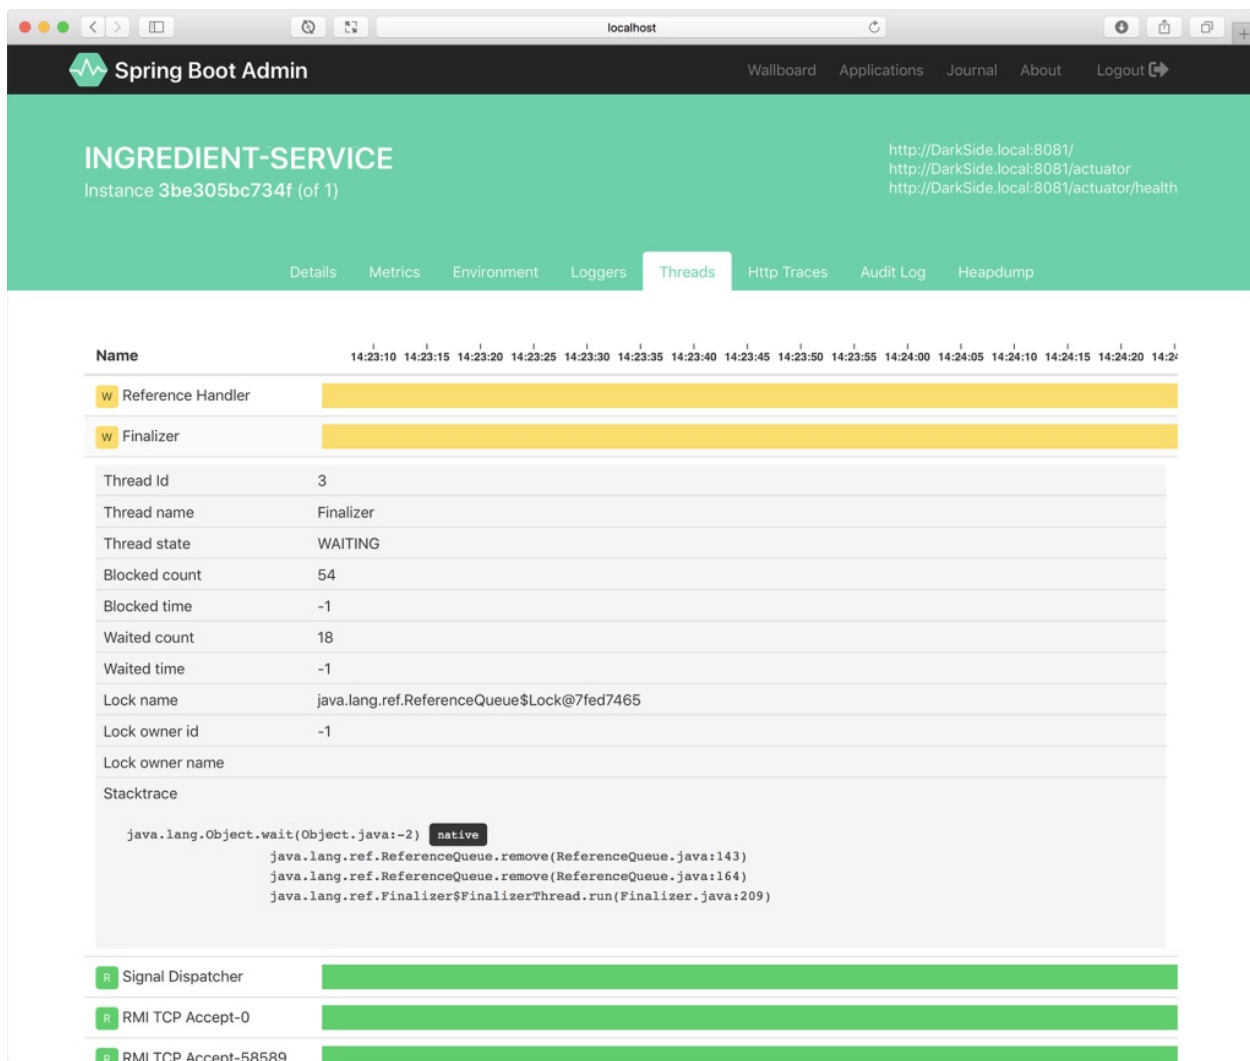 localhost
Spring Boot Admin
Wallboard Applications Journal About Logout
INGREDIENT-SERVICE
Instance 3be305bc734f (of 1)
http://DarkSide.local:8081/
http://DarkSide.local:8081/actuator
http://DarkSide.local:8081/actuator/health
Details Metrics Environment Loggers Threads Http Traces Audit Log Heapdump
Name 14:23:10 14:23:15 14:23:20 14:23:25 14:23:30 14:23:35 14:23:40 14:23:45 14:23:50 14:23:55 14:24:00 14:24:05 14:24:10 14:24:15 14:24:20 14:24
W Reference Handler
W Finalizer
Thread Id 3
Thread name Finalizer
Thread state WAITING
Blocked count 54
Blocked time -1
Waited count 18
Waited time -1
Lock name java.lang.ref.ReferenceQueue$Lock@7fed7465
Lock owner id -1
Lock owner name
Stacktrace
java.lang.Object.wait(Object.java:-2) native
java.lang.ref.ReferenceQueue.remove(ReferenceQueue.java:143)
java.lang.ref.ReferenceQueue.remove(ReferenceQueue.java:164)
java.lang.ref.Finalizer$FinalizerThread.run(Finalizer.java:209)
R Signal Dispatcher
R RMI TCP Accept-0
R RMI TCP Accept-58589